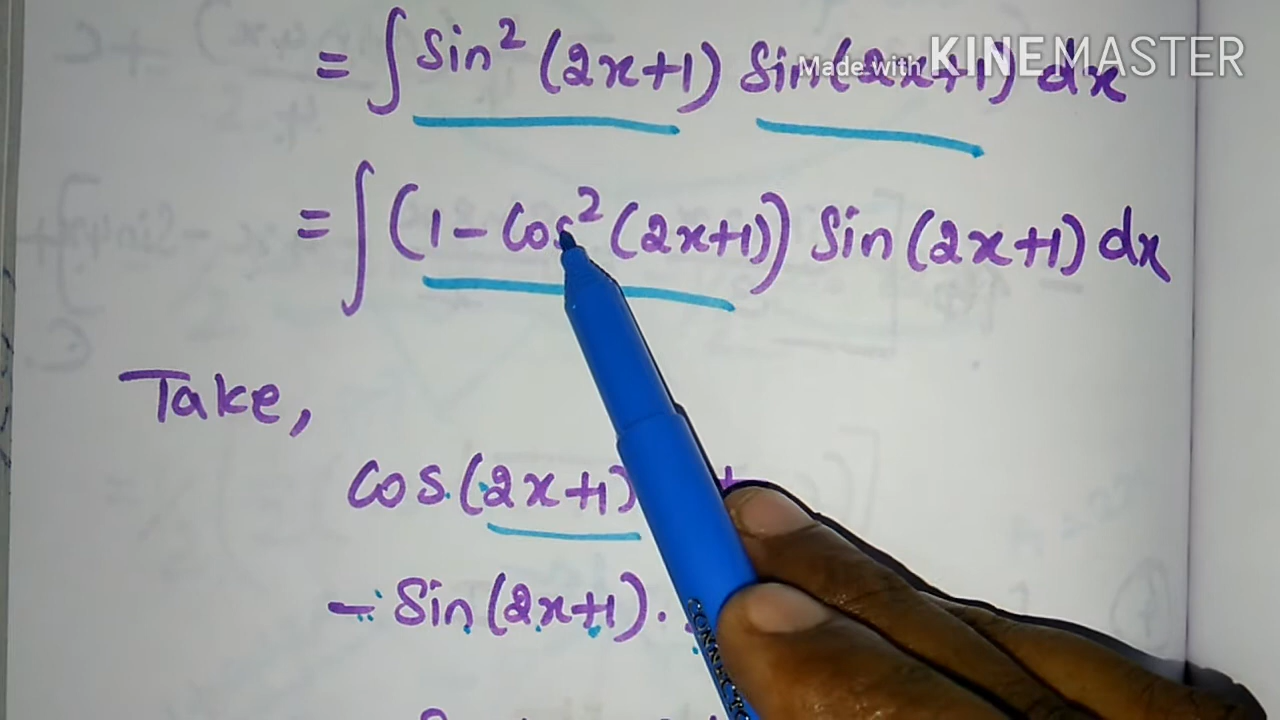 = ∫ Sin² (2x+1) Sin(2x+1) dx
Made with KINEMASTER
= ∫ (1 - Cos² (2x+1)) Sin (2x+1) dx
Take,
Cos (2x+1)
- Sin (2x+1).
CONNECTO